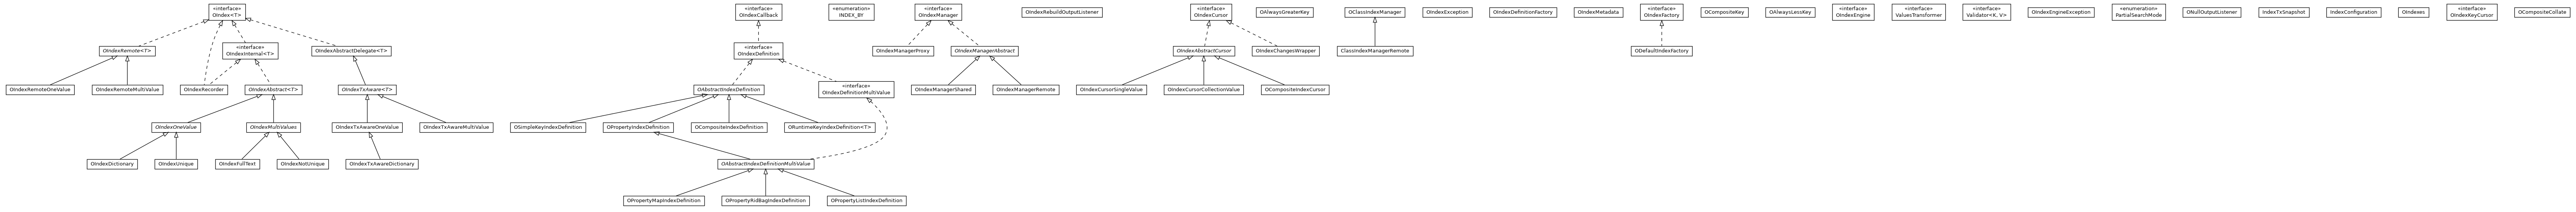 «interface»
OIndex<T>
«interface»
OIndexCallback
«enumeration»
INDEX_BY
«interface»
OIndexManager
OIndexRebuildOutputListener
«interface»
OIndexCursor
OAlwaysGreaterKey
OClassIndexManager
OIndexException
OIndexDefinitionFactory
OIndexMetadata
«interface»
OIndexFactory
OCompositeKey
OAlwaysLessKey
«interface»
OIndexEngine
«interface»
ValuesTransformer
«interface»
Validator<K, V>
OIndexEngineException
«enumeration»
PartialSearchMode
ONullOutputListener
IndexTxSnapshot
IndexConfiguration
OIndexes
«interface»
OIndexKeyCursor
OCompositeCollate
OIndexRemote<T>
«interface»
OIndexInternal<T>
OIndexAbstractDelegate<T>
«interface»
OIndexDefinition
OIndexManagerProxy
OIndexManagerAbstract
OIndexAbstractCursor
OIndexChangesWrapper
ClassIndexManagerRemote
ODefaultIndexFactory
OIndexRemoteOneValue
OIndexRemoteMultiValue
OIndexRecorder
OIndexAbstract<T>
OIndexTxAware<T>
OAbstractIndexDefinition
«interface»
OIndexDefinitionMultiValue
OIndexManagerShared
OIndexManagerRemote
OIndexCursorSingleValue
OIndexCursorCollectionValue
OCompositeIndexCursor
OIndexOneValue
OIndexMultiValues
OIndexTxAwareOneValue
OIndexTxAwareMultiValue
OSimpleKeyIndexDefinition
OPropertyIndexDefinition
OCompositeIndexDefinition
ORuntimeKeyIndexDefinition<T>
OIndexDictionary
OIndexUnique
OIndexFullText
OIndexNotUnique
OIndexTxAwareDictionary
OAbstractIndexDefinitionMultiValue
OPropertyMapIndexDefinition
OPropertyRidBagIndexDefinition
OPropertyListIndexDefinition